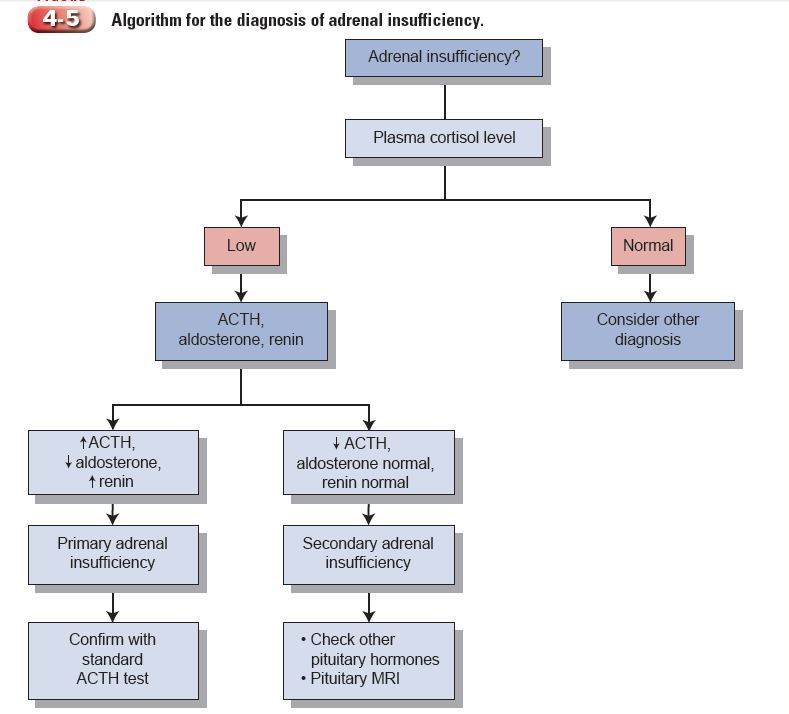 4-5 Algorithm for the diagnosis of adrenal insufficiency.
Adrenal insufficiency?
Plasma cortisol level
Low
Normal
ACTH,
aldosterone, renin
Consider other
diagnosis
↑ACTH,
↓aldosterone,
↑renin
↓ ACTH,
aldosterone normal,
renin normal
Primary adrenal
insufficiency
Secondary adrenal
insufficiency
Confirm with
standard
ACTH test
• Check other
pituitary hormones
• Pituitary MRI